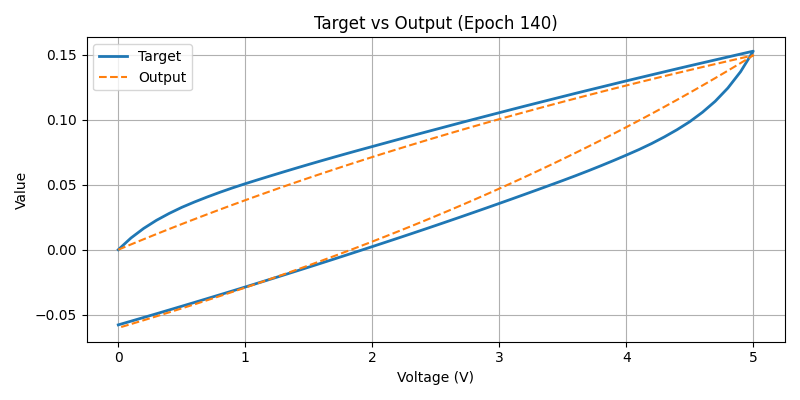 Target vs Output (Epoch 140)
Target
Output
Value
0.15
0.10
0.05
0.00
−0.05
0 1 2 3 4 5
Voltage (V)